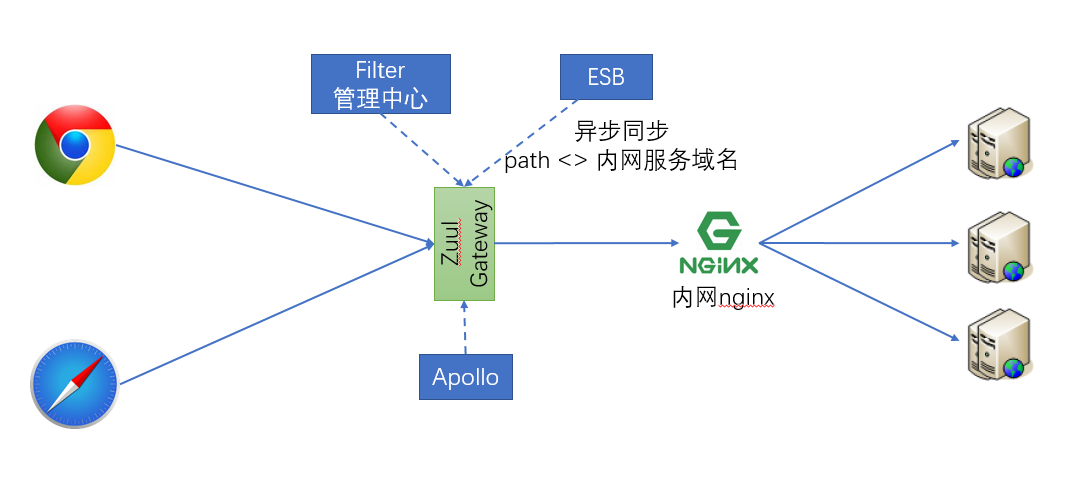 Filter
管理中心
ESB
异步同步
path <> 内网服务域名
Zuul
Gateway
NGiNX
内网nginx
Apollo